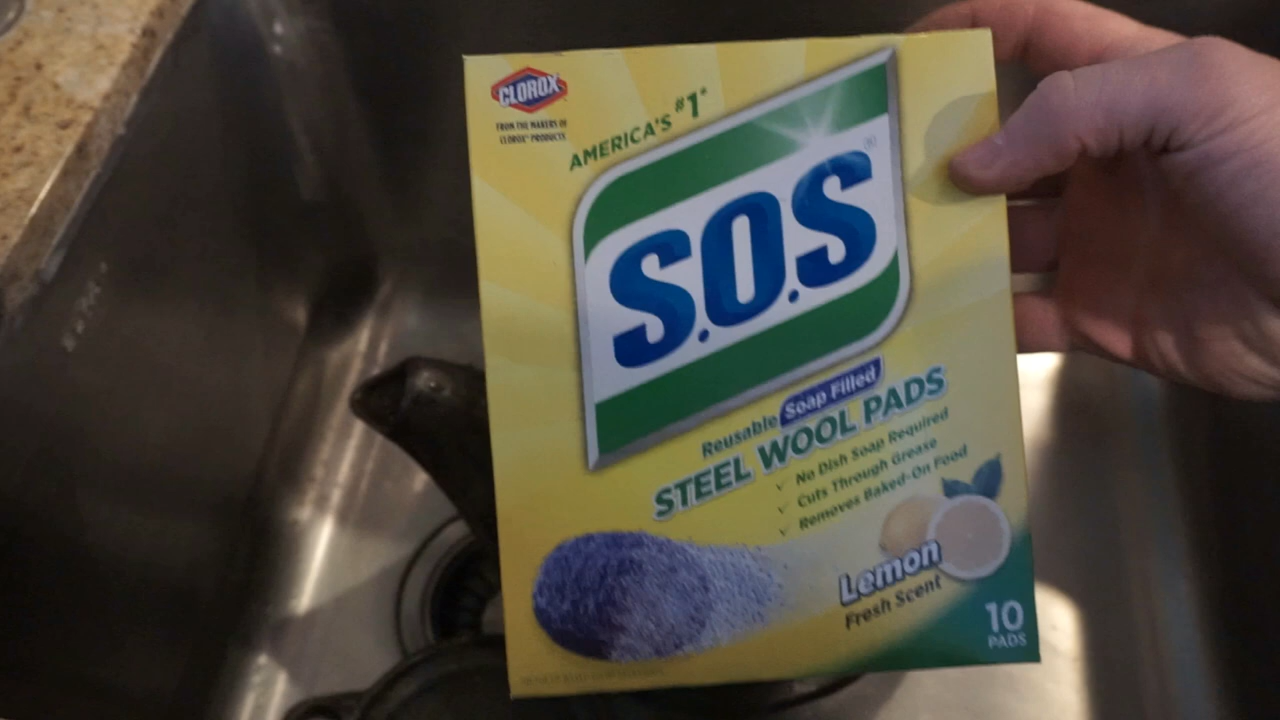 CLOROX
FROM THE MAKERS OF
CLOROX® PRODUCTS
AMERICA'S #1*
S.O.S®
Reusable Soap Filled
STEEL WOOL PADS
✓ No Dish Soap Required
✓ Cuts Through Grease
✓ Removes Baked-On Food
Lemon
Fresh Scent
10
PADS